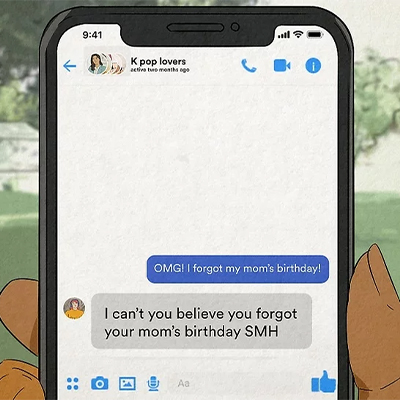 9:41
K pop lovers
active two months ago
OMG! I forgot my mom's birthday!
I can't you believe you forgot
your mom's birthday SMH
Aa